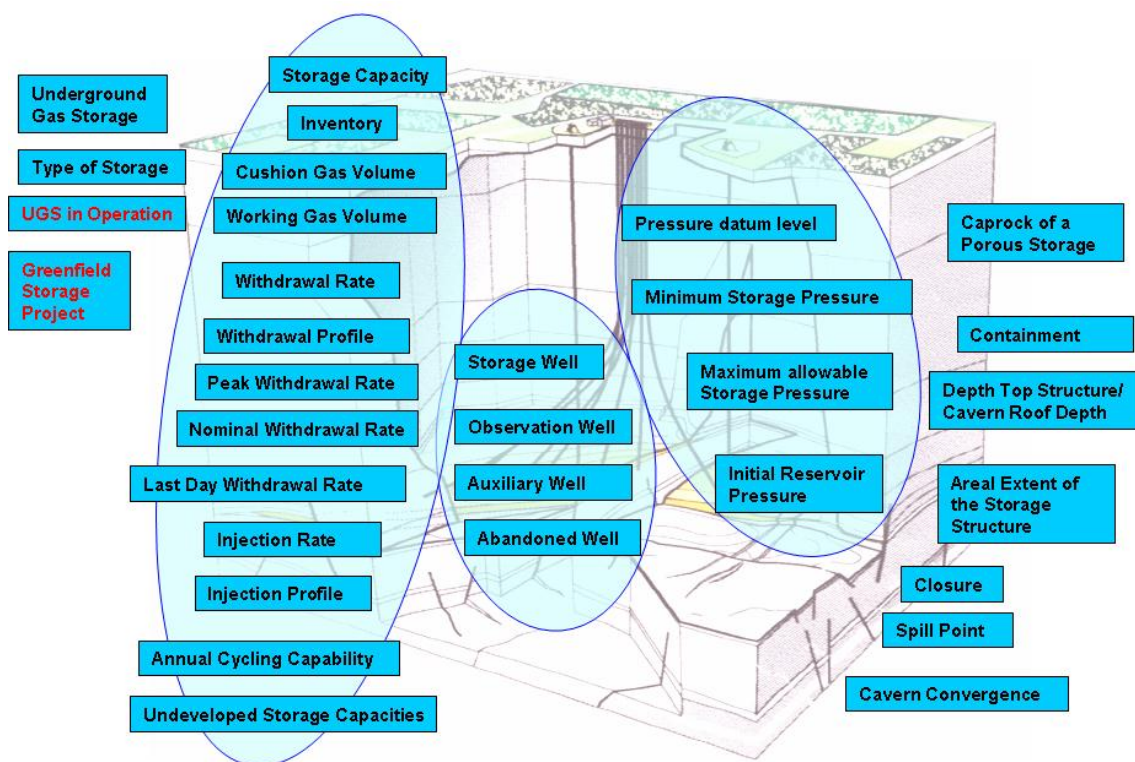 Underground
Gas Storage
Type of Storage
UGS in Operation
Greenfield
Storage
Project
Storage Capacity
Inventory
Cushion Gas Volume
Working Gas Volume
Withdrawal Rate
Withdrawal Profile
Peak Withdrawal Rate
Nominal Withdrawal Rate
Last Day Withdrawal Rate
Injection Rate
Injection Profile
Annual Cycling Capability
Undeveloped Storage Capacities
Storage Well
Observation Well
Auxiliary Well
Abandoned Well
Pressure datum level
Minimum Storage Pressure
Maximum allowable
Storage Pressure
Initial Reservoir
Pressure
Caprock of a
Porous Storage
Containment
Depth Top Structure/
Cavern Roof Depth
Areal Extent of
the Storage
Structure
Closure
Spill Point
Cavern Convergence